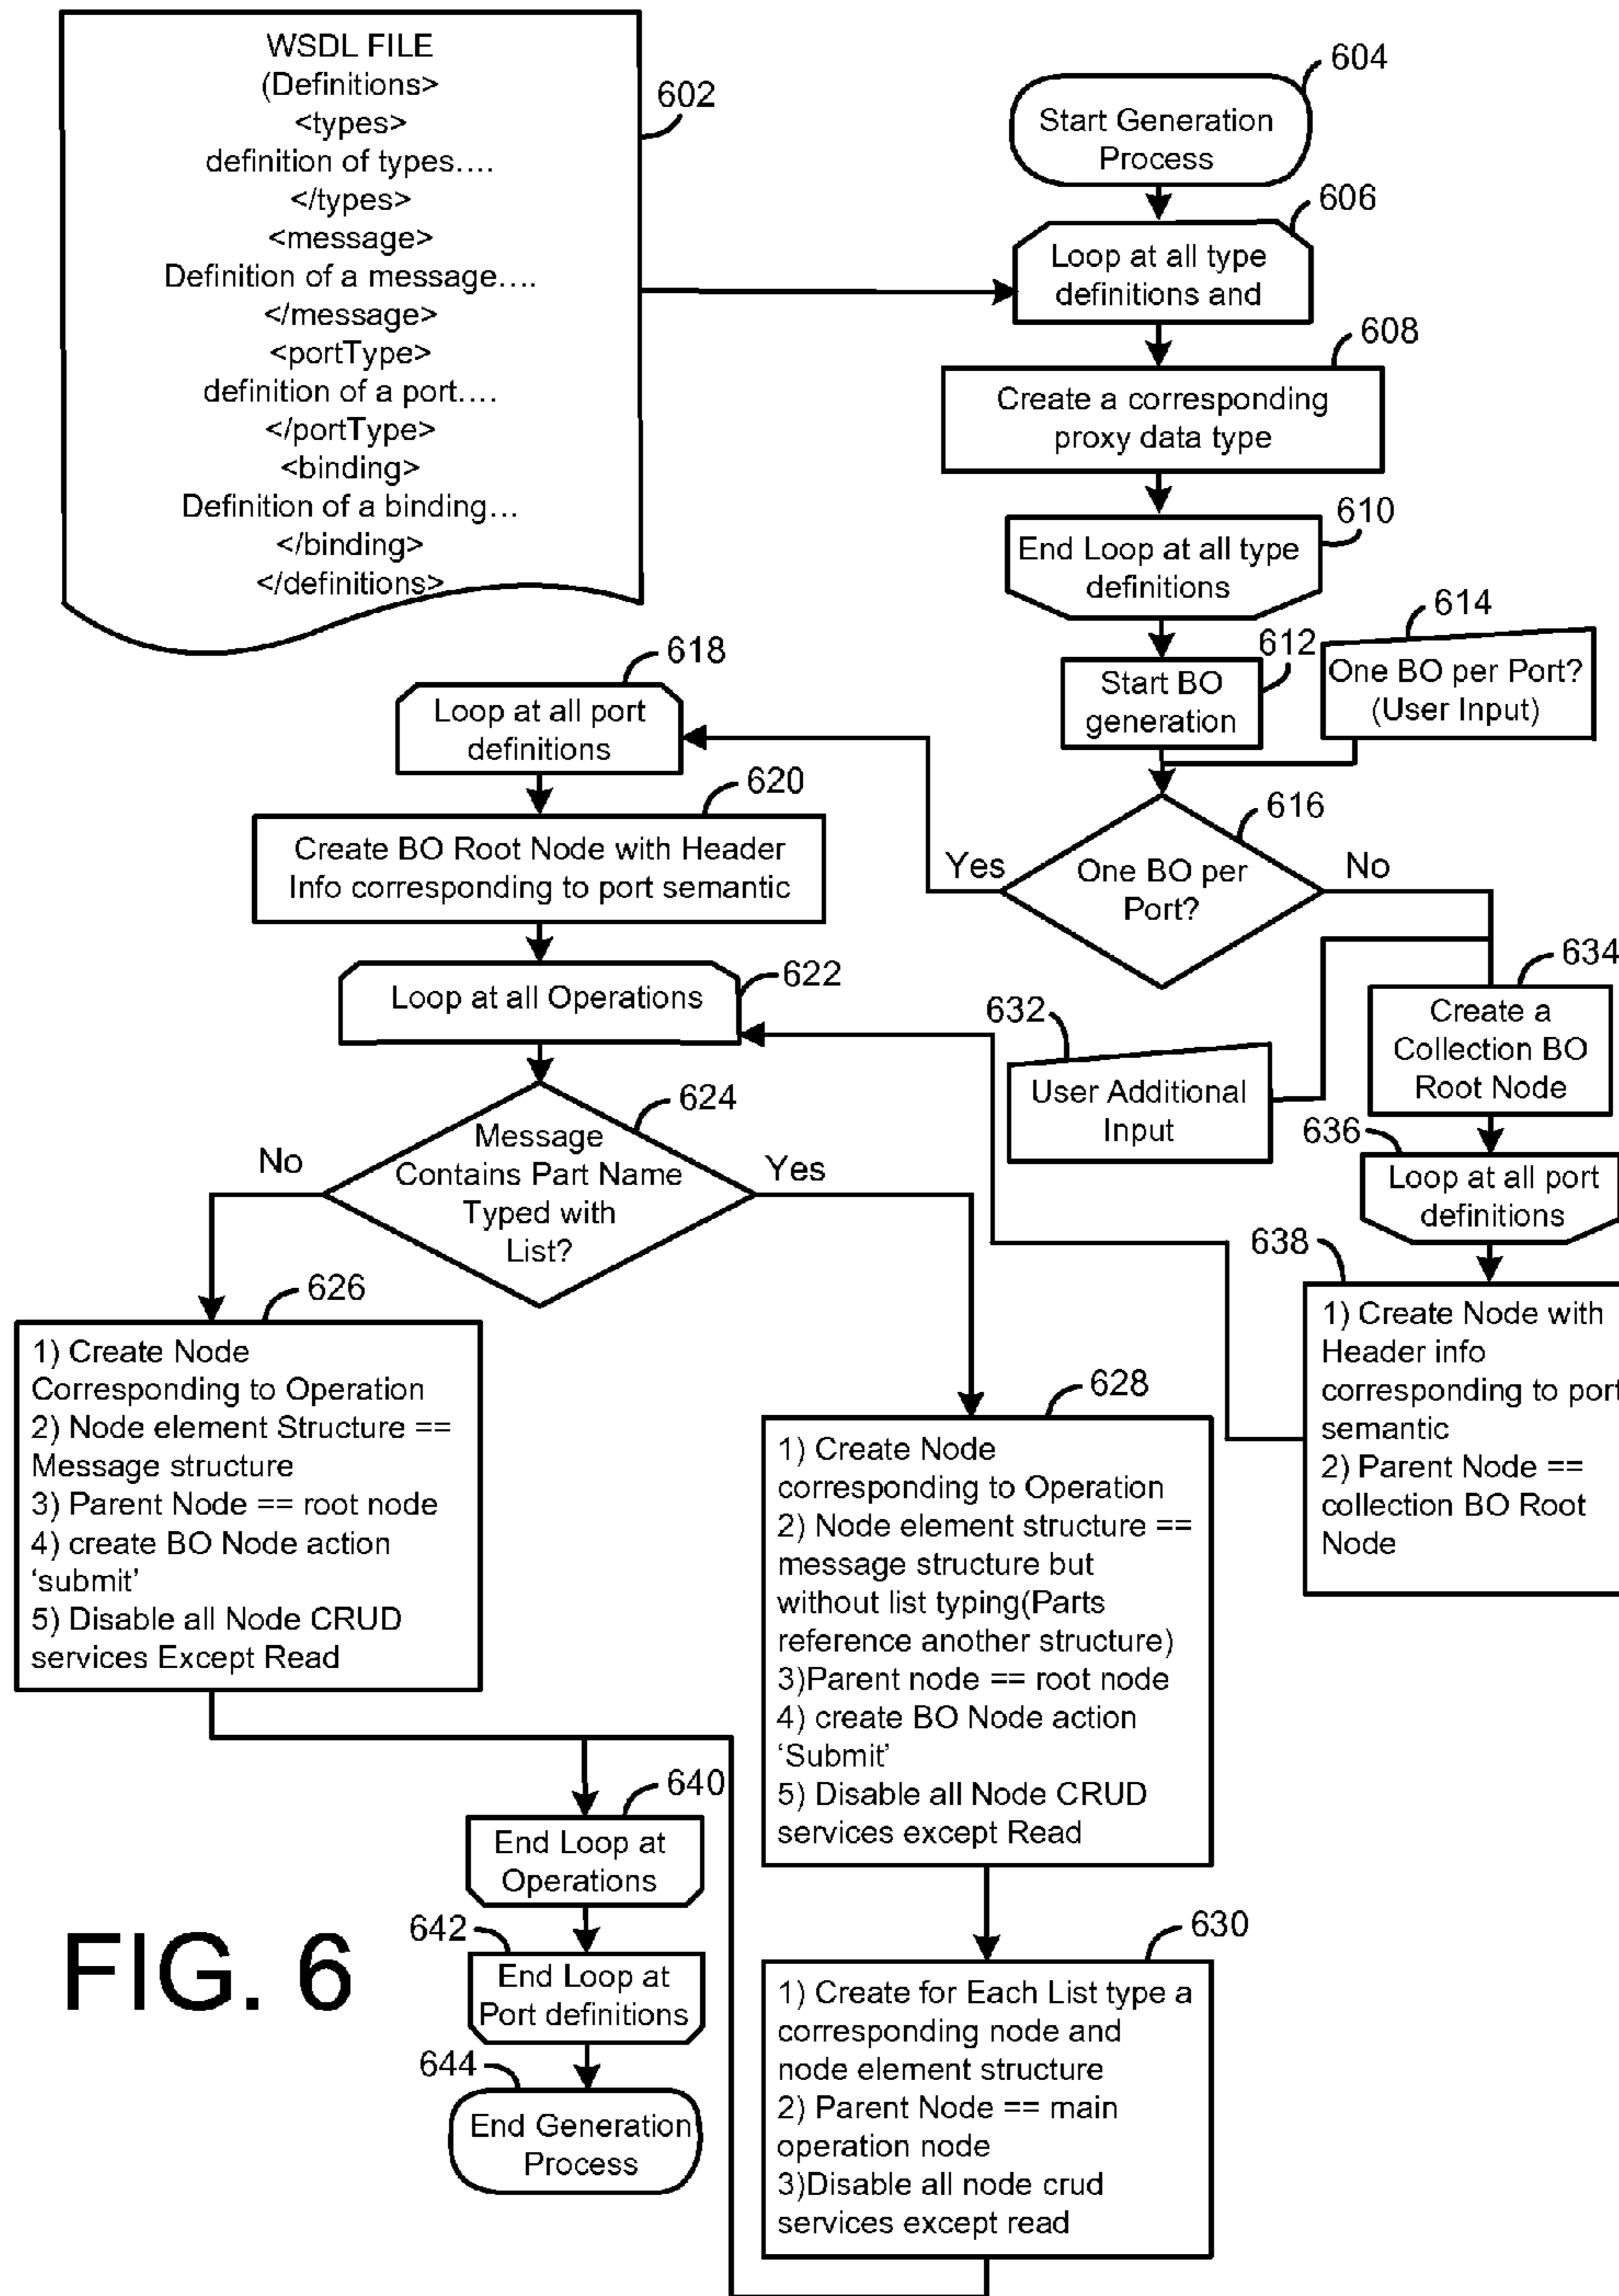 WSDL FILE
(Definitions>
<types>
definition of types....
</types>
<message>
Definition of a message....
</message>
<portType>
definition of a port....
</portType>
<binding>
Definition of a binding...
</binding>
</definitions>
602
604
Start Generation
Process
606
Loop at all type
definitions and
608
Create a corresponding
proxy data type
610
End Loop at all type
definitions
612
Start BO
generation
614
One BO per Port?
(User Input)
616
One BO per
Port?
Yes
No
618
Loop at all port
definitions
620
Create BO Root Node with Header
Info corresponding to port semantic
622
Loop at all Operations
624
Message
Contains Part Name
Typed with
List?
No
Yes
626
1) Create Node
Corresponding to Operation
2) Node element Structure ==
Message structure
3) Parent Node == root node
4) create BO Node action
‘submit’
5) Disable all Node CRUD
services Except Read
628
1) Create Node
corresponding to Operation
2) Node element structure ==
message structure but
without list typing(Parts
reference another structure)
3)Parent node == root node
4) create BO Node action
‘Submit’
5) Disable all Node CRUD
services except Read
630
1) Create for Each List type a
corresponding node and
node element structure
2) Parent Node == main
operation node
3)Disable all node crud
services except read
632
User Additional
Input
634
Create a
Collection BO
Root Node
636
Loop at all port
definitions
638
1) Create Node with
Header info
corresponding to port
semantic
2) Parent Node ==
collection BO Root
Node
640
End Loop at
Operations
642
End Loop at
Port definitions
644
End Generation
Process
FIG. 6